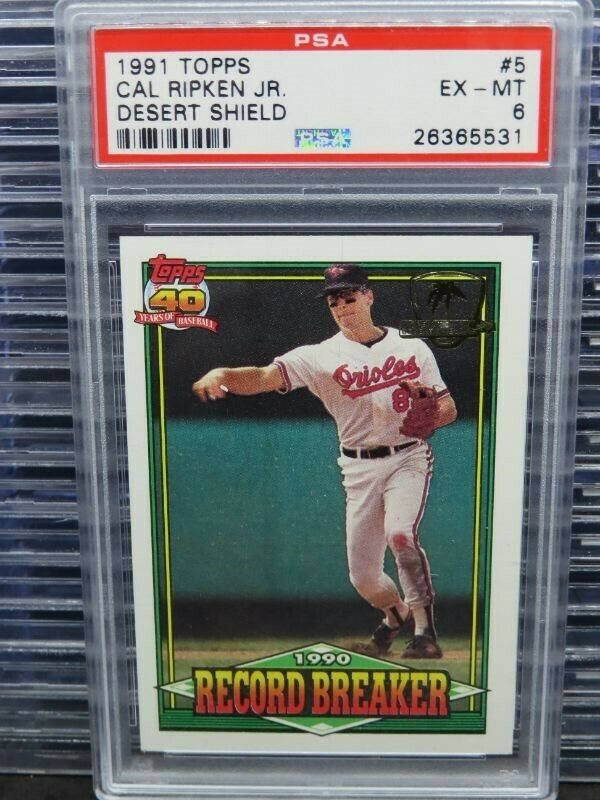 PSA
1991 TOPPS #5
CAL RIPKEN JR. EX - MT
DESERT SHIELD 6
PSA 26365531
Topps
40
YEARS OF BASEBALL
Orioles
8
1990
RECORD BREAKER